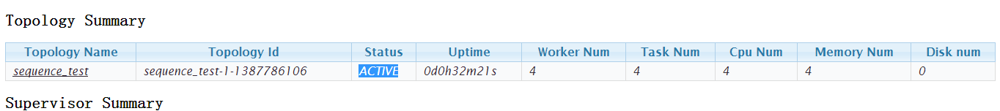 Topology Summary
Topology Name Topology Id Status Uptime Worker Num Task Num Cpu Num Memory Num Disk num
sequence_test sequence_test-1-1387786106 ACTIVE 0d0h32m21s 4 4 4 4 0
Supervisor Summary